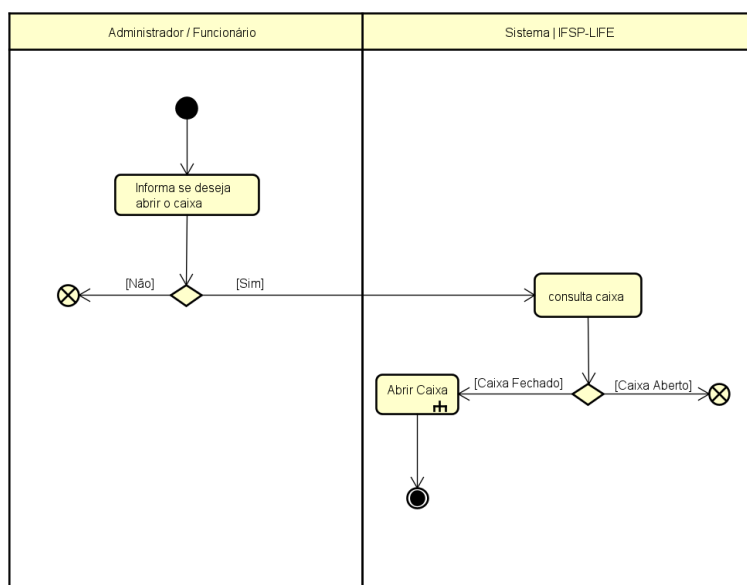 Administrador / Funcionário
Sistema | IFSP-LIFE
Informa se deseja
abrir o caixa
[Não]
[Sim]
consulta caixa
Abrir Caixa
[Caixa Fechado]
[Caixa Aberto]